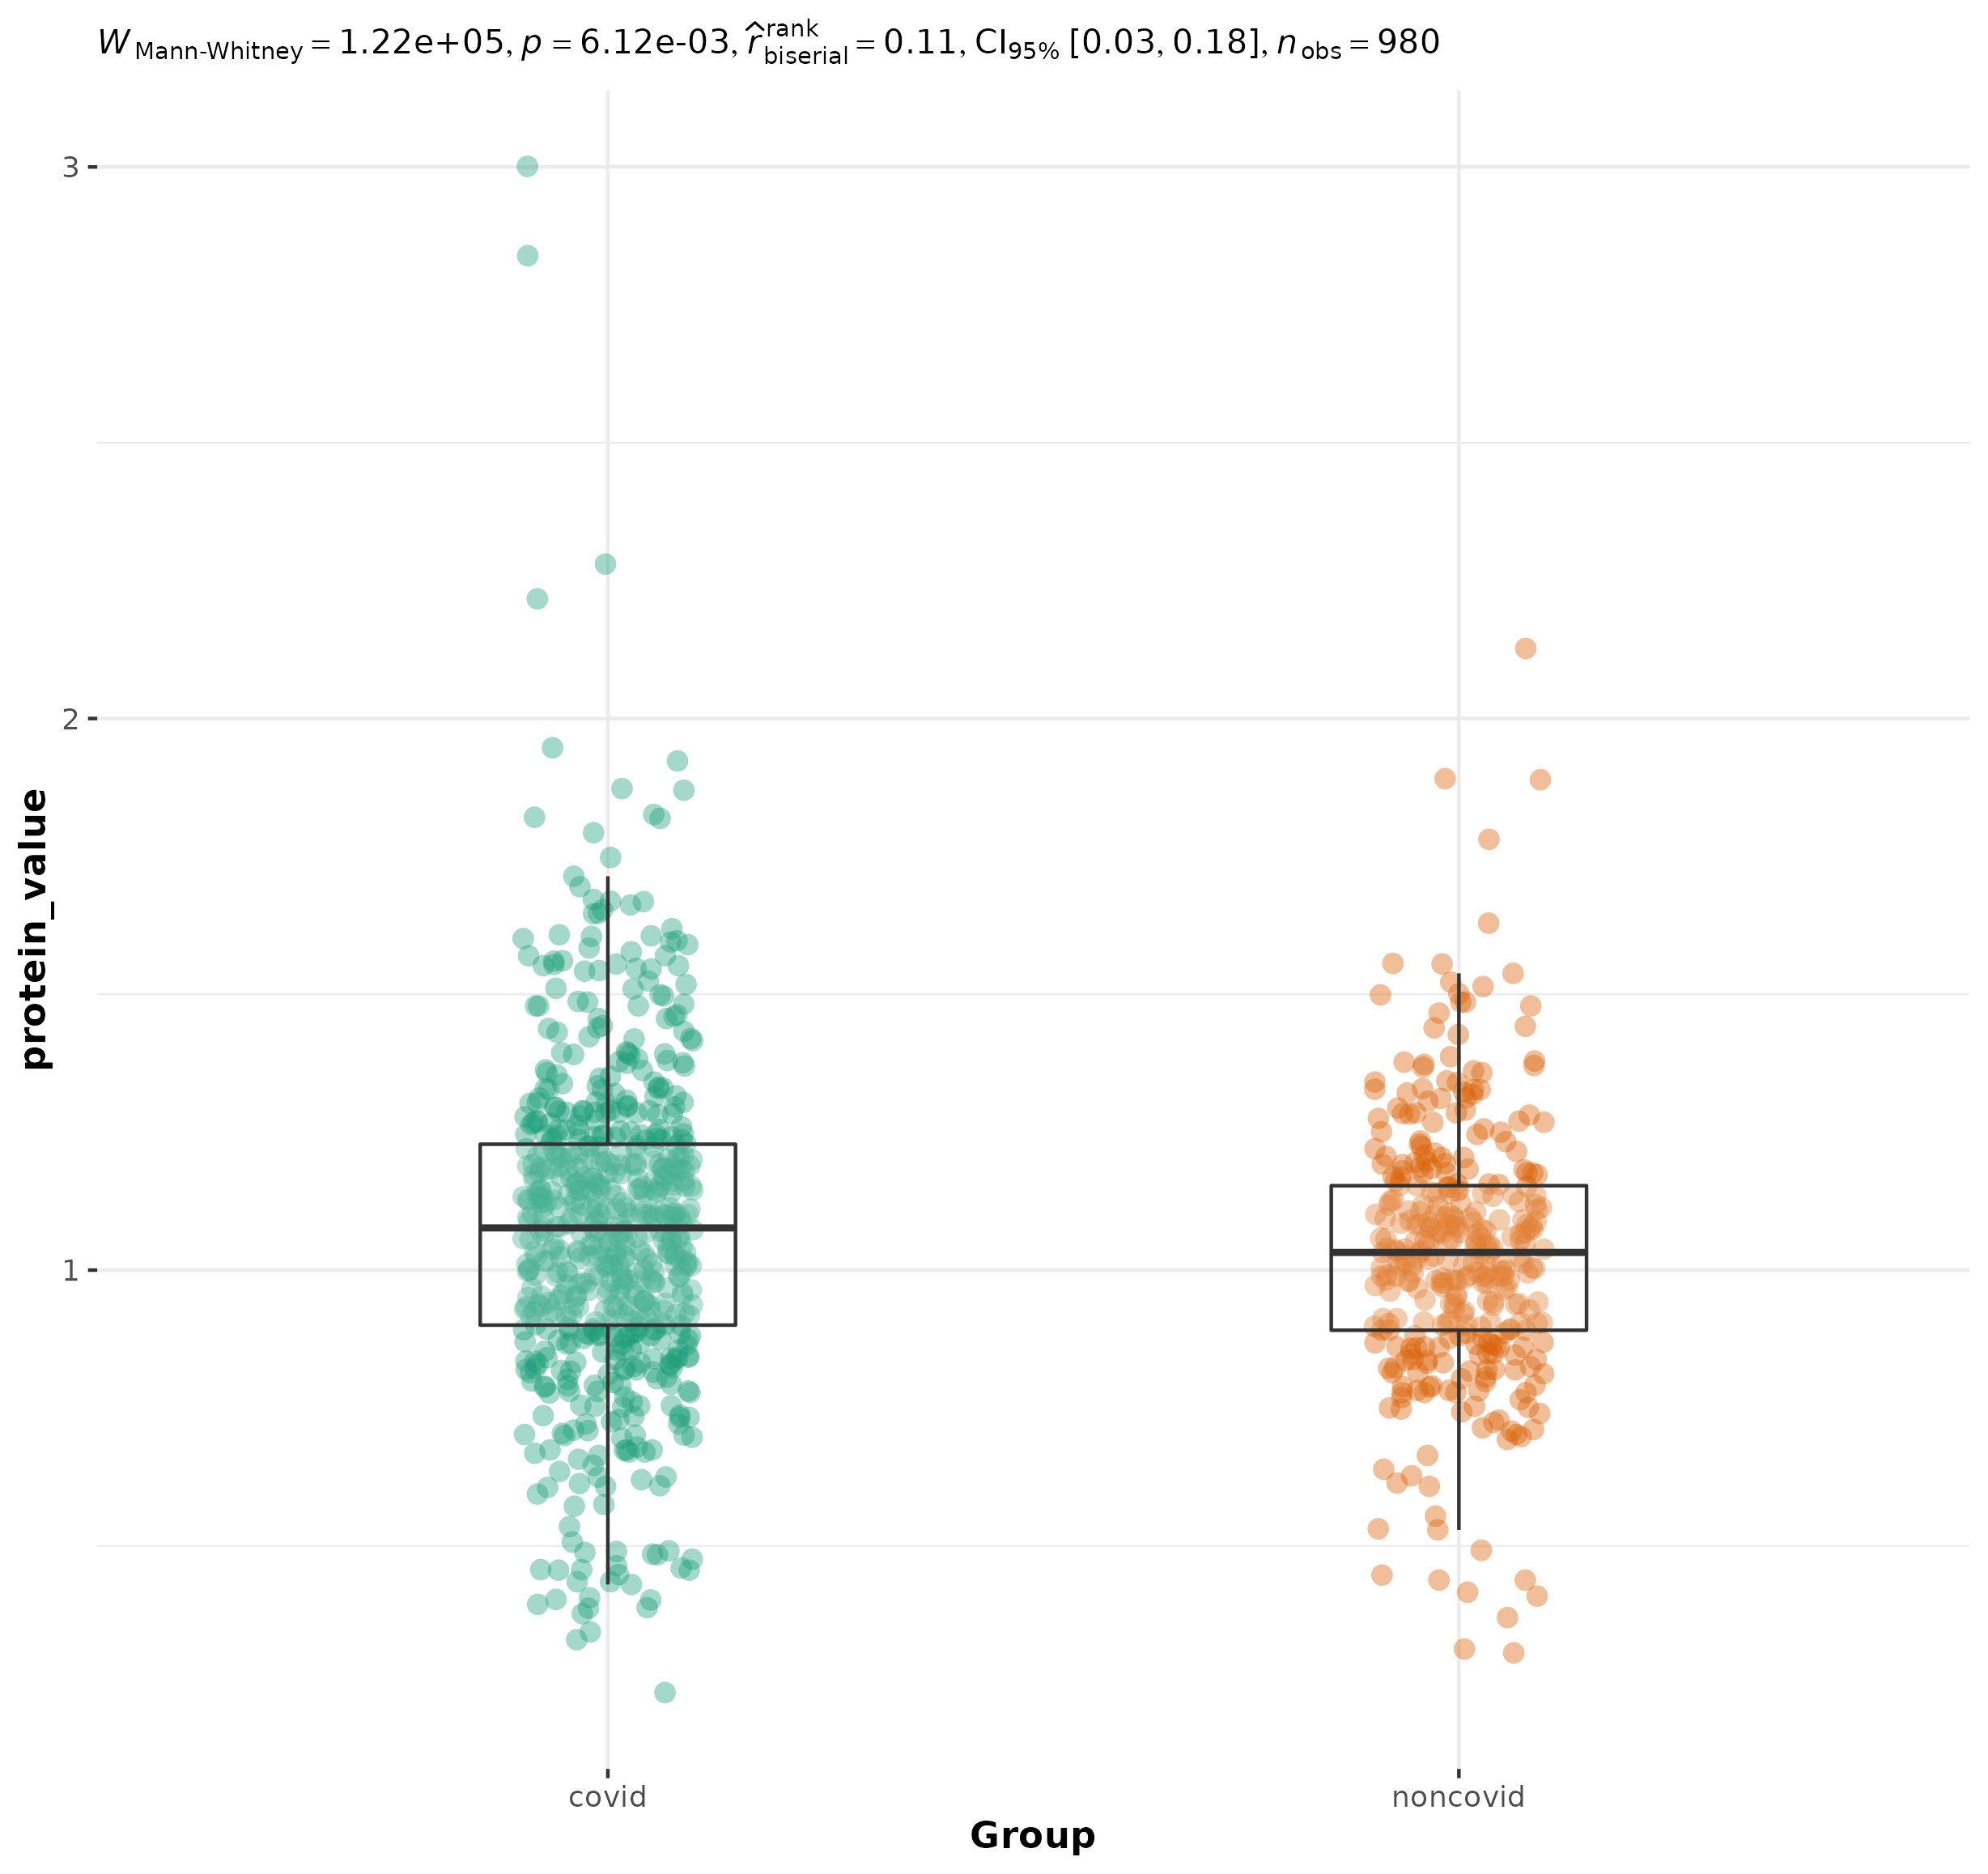 W Mann-Whitney = 1.22e+05, p = 6.12e-03, r̂ rank biserial = 0.11, CI95% [0.03, 0.18], nobs = 980
3
2
1
protein_value
covid noncovid
Group